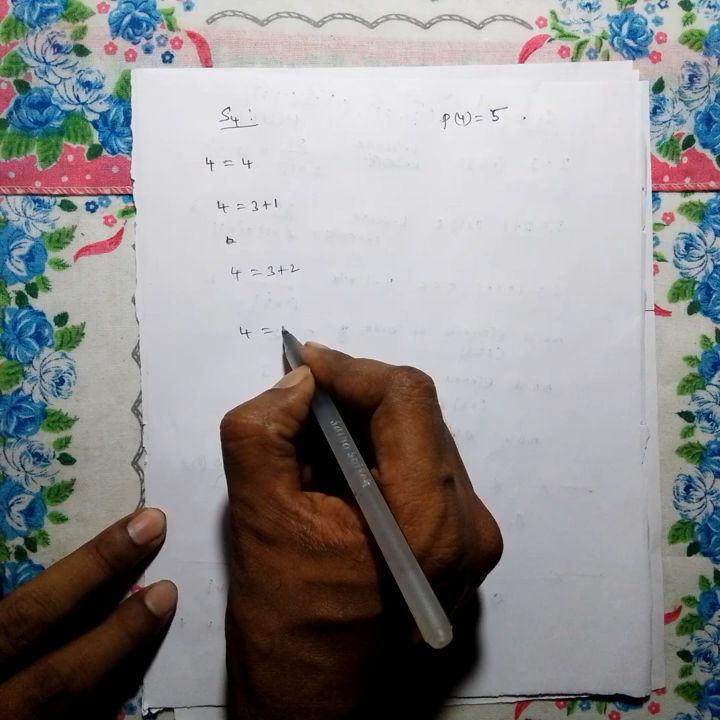 S4 :
p(4) = 5 .
4 = 4
4 = 3+1
4 = 3+2
4 =